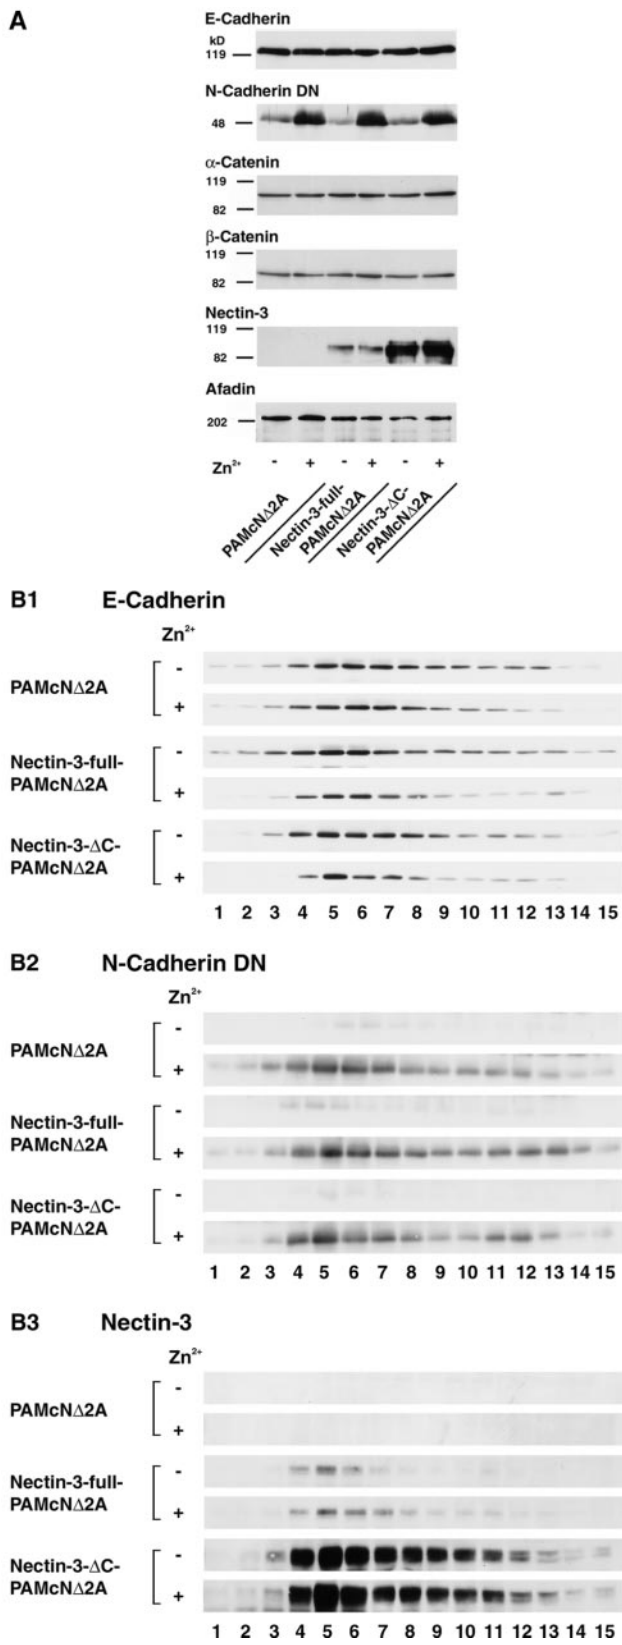 A
E-Cadherin
kD
119
N-Cadherin DN
48
α-Catenin
119
82
β-Catenin
119
82
Nectin-3
119
82
Afadin
202
Zn2+ - + - + - +
PAMcNΔ2A
Nectin-3-full-
PAMcNΔ2A
Nectin-3-ΔC-
PAMcNΔ2A
B1 E-Cadherin
Zn2+
PAMcNΔ2A
-
+
Nectin-3-full-
PAMcNΔ2A
-
+
Nectin-3-ΔC-
PAMcNΔ2A
-
+
1 2 3 4 5 6 7 8 9 10 11 12 13 14 15
B2 N-Cadherin DN
Zn2+
PAMcNΔ2A
-
+
Nectin-3-full-
PAMcNΔ2A
-
+
Nectin-3-ΔC-
PAMcNΔ2A
-
+
1 2 3 4 5 6 7 8 9 10 11 12 13 14 15
B3 Nectin-3
Zn2+
PAMcNΔ2A
-
+
Nectin-3-full-
PAMcNΔ2A
-
+
Nectin-3-ΔC-
PAMcNΔ2A
-
+
1 2 3 4 5 6 7 8 9 10 11 12 13 14 15